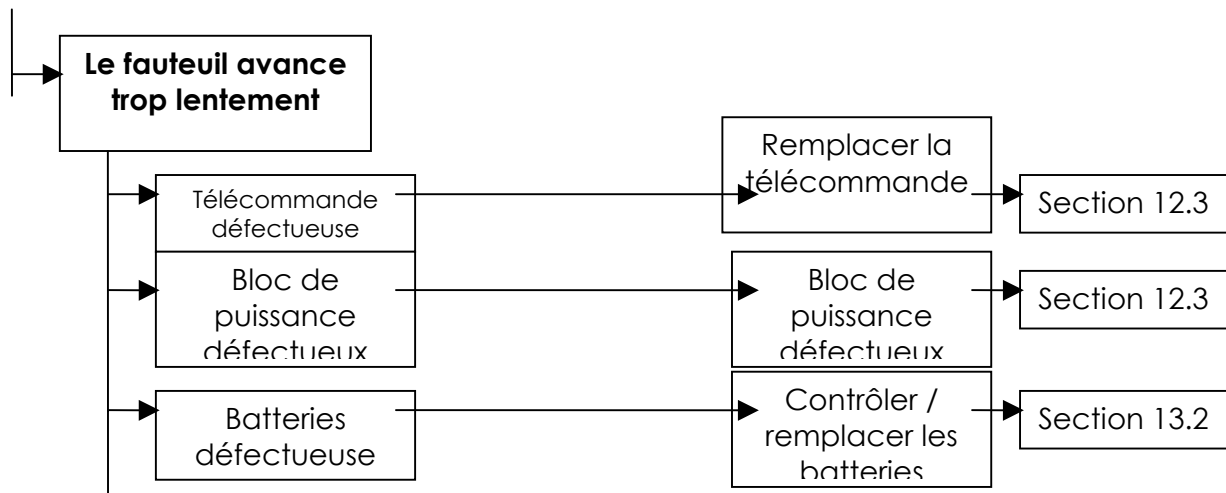 Le fauteuil avance
trop lentement
Télécommande
défectueuse
Remplacer la
télécommande
Section 12.3
Bloc de
puissance
défectueux
Bloc de
puissance
défectueux
Section 12.3
Batteries
défectueuse
Contrôler /
remplacer les
batteries
Section 13.2